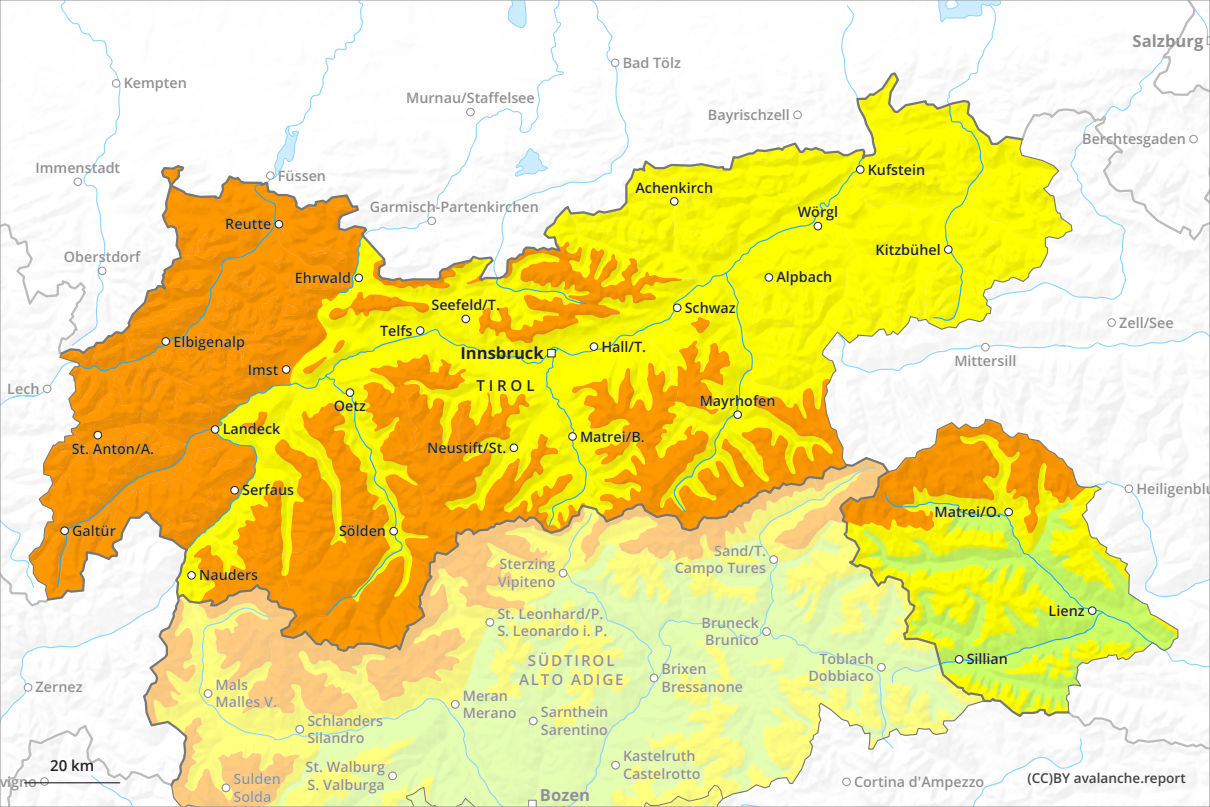 Salzburg
Bad Tölz
Kempten
Murnau/Staffelsee
Bayrischzell
Berchtesgaden
Immenstadt
Füssen
Kufstein
Achenkirch
Garmisch-Partenkirchen
Reutte
Wörgl
Kitzbühel
Oberstdorf
Ehrwald
Alpbach
Seefeld/T.
Schwaz
Telfs
Zell/See
Elbigenalp
Innsbruck
Hall/T.
Mittersill
Imst
TIROL
Lech
Oetz
Mayrhofen
Landeck
St. Anton/A.
Neustift/St.
Matrei/B.
Serfaus
Heiligenblu
Matrei/O.
Galtür
Sölden
Sand/T.
Campo Tures
Sterzing
Vipiteno
Nauders
St. Leonhard/P.
S. Leonardo i. P.
Lienz
Bruneck
Brunico
SÜDTIROL
ALTO ADIGE
Toblach
Dobbiaco
Sillian
Brixen
Bressanone
Zernez
Mals
Malles V.
Meran
Merano
Sarnthein
Sarentino
Schlanders
Silandro
20 km
Kastelruth
Castelrotto
St. Walburg
S. Valburga
vigno
Sulden
Solda
Cortina d'Ampezzo
(CC)BY avalanche.report
Bozen